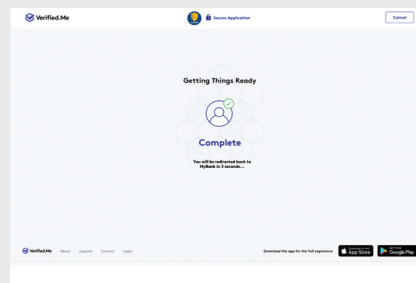 Verified.Me
Secure Application
Cancel
Getting Things Ready
Complete
You will be redirected back to
MyBank in 3 seconds...
Verified.Me About Support Contact Legal
Download the app for the full experience
App Store
Google Play